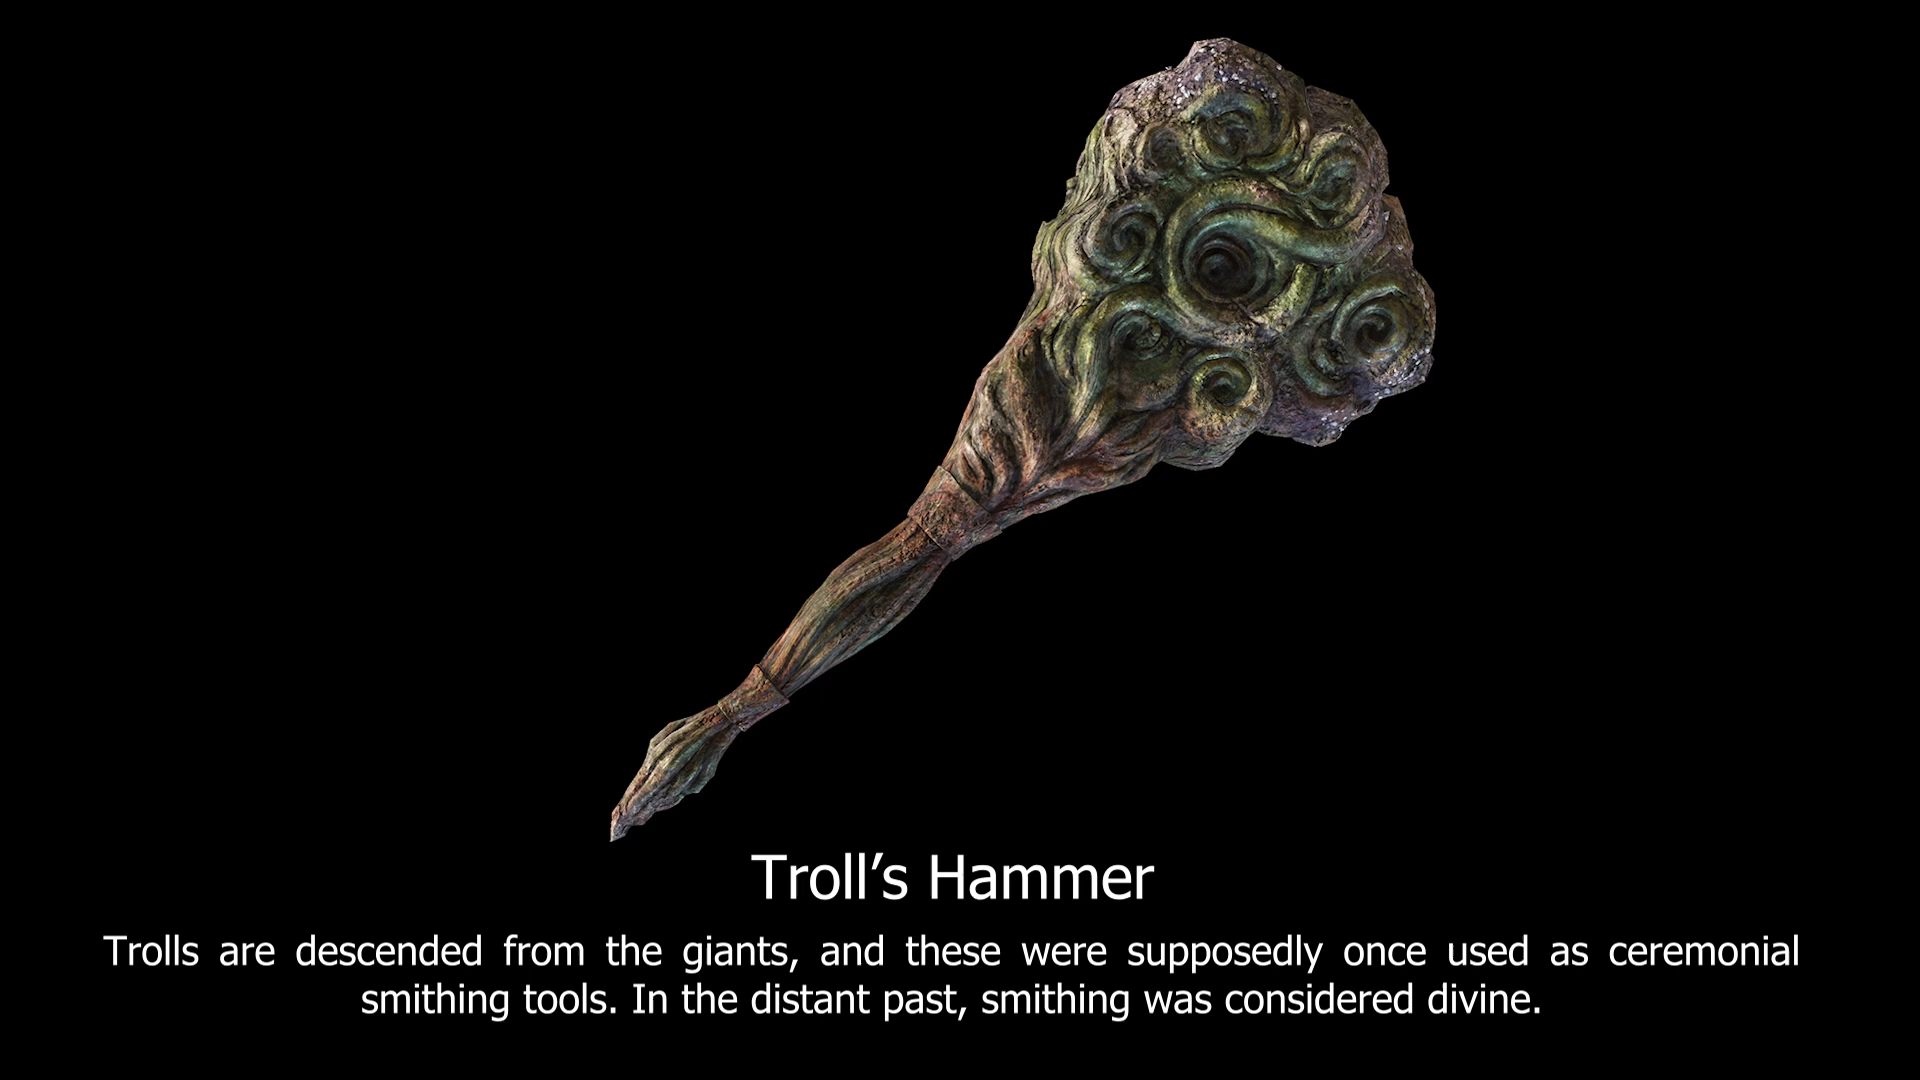 Troll’s Hammer
Trolls are descended from the giants, and these were supposedly once used as ceremonial
smithing tools. In the distant past, smithing was considered divine.